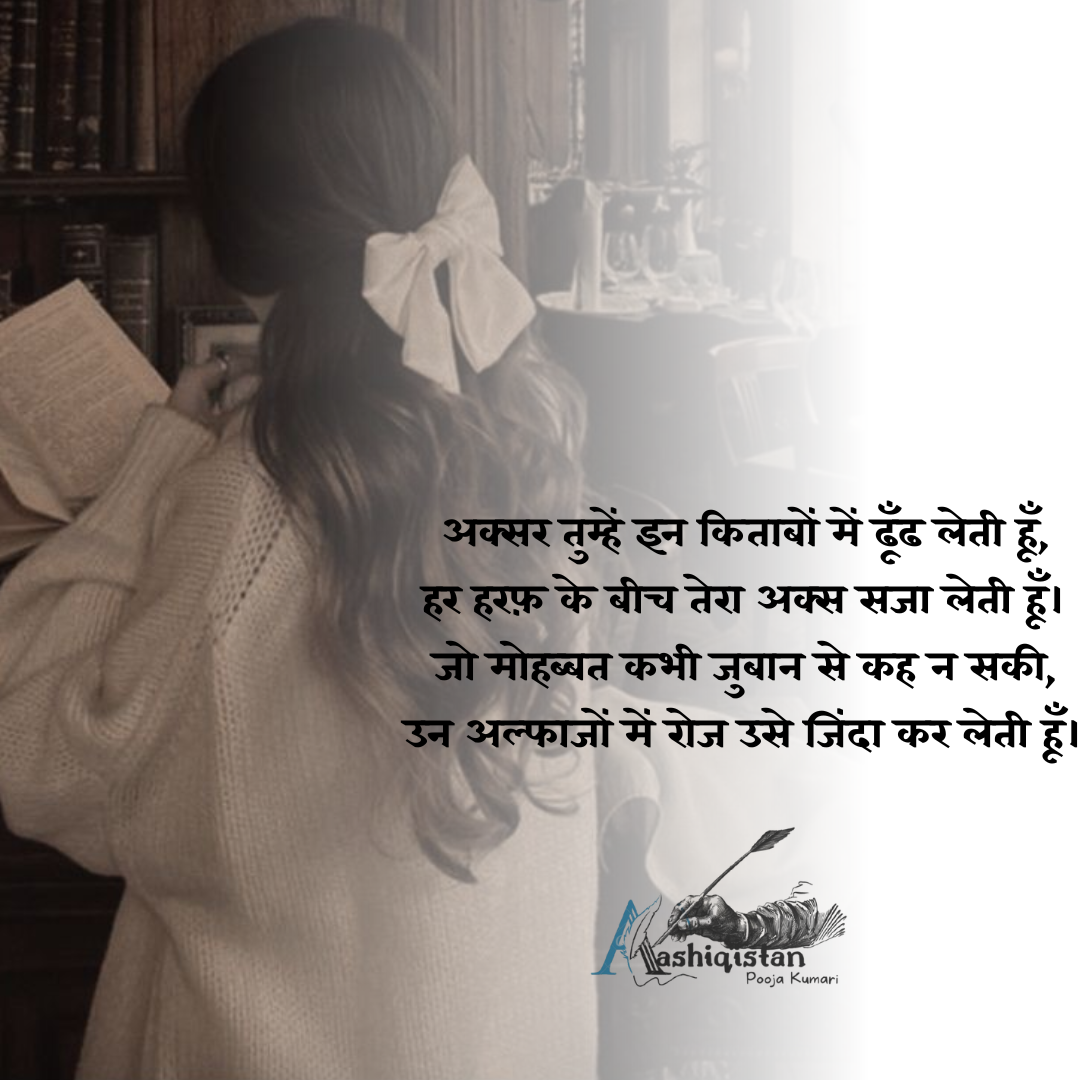 अक्सर तुम्हें इन किताबों में ढूँढ लेती हूँ,
हर हरफ़ के बीच तेरा अक्स सजा लेती हूँ।
जो मोहब्बत कभी जुबान से कह न सकी,
उन अल्फाजों में रोज उसे जिंदा कर लेती हूँ।
Aashiqistan
Pooja Kumari